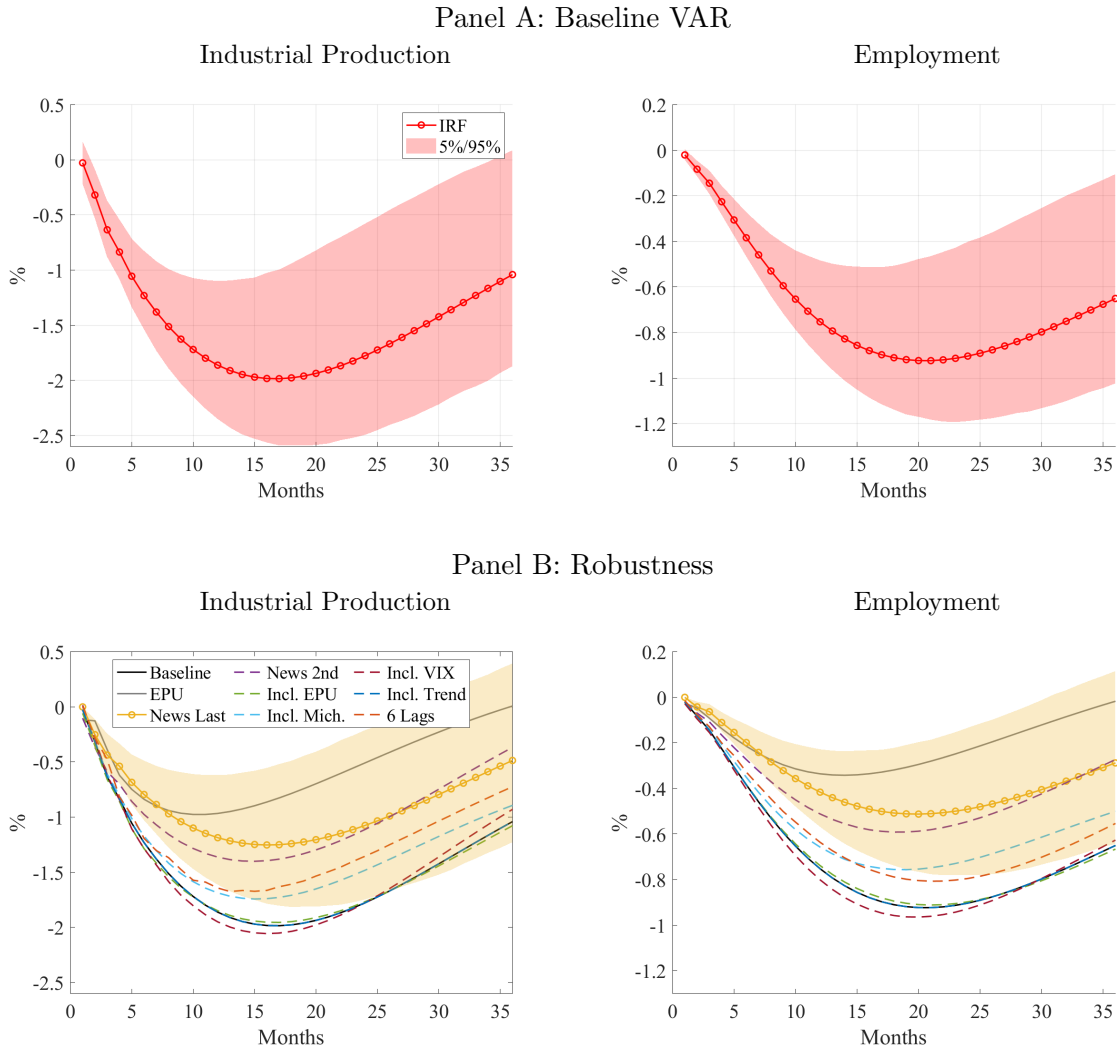 Panel A: Baseline VAR
Industrial Production
0.5
0
-0.5
-1
-1.5
-2
-2.5
%
0 5 10 15 20 25 30 35
Months
IRF
5%/95%
Employment
0.2
0
-0.2
-0.4
-0.6
-0.8
-1
-1.2
%
0 5 10 15 20 25 30 35
Months
Panel B: Robustness
Industrial Production
0.5
0
-0.5
-1
-1.5
-2
-2.5
%
0 5 10 15 20 25 30 35
Months
Baseline News 2nd Incl. VIX
EPU Incl. EPU Incl. Trend
News Last Incl. Mich. 6 Lags
Employment
0.2
0
-0.2
-0.4
-0.6
-0.8
-1
-1.2
%
0 5 10 15 20 25 30 35
Months